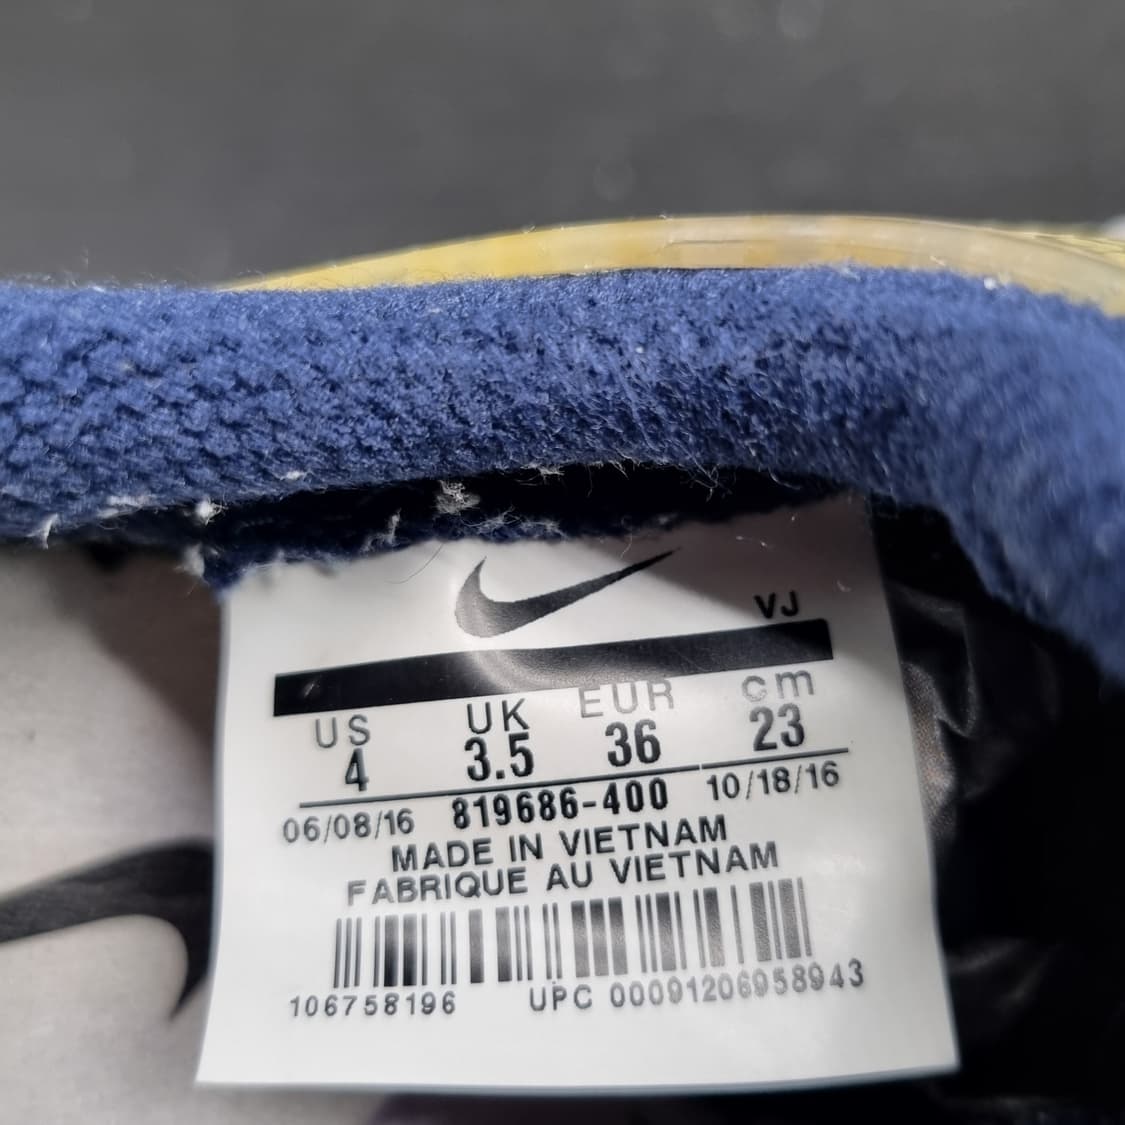 VJ
US UK EUR cm
4 3.5 36 23
06/08/16 819686-400 10/18/16
MADE IN VIETNAM
FABRIQUE AU VIETNAM
106758196 UPC 00091206958943